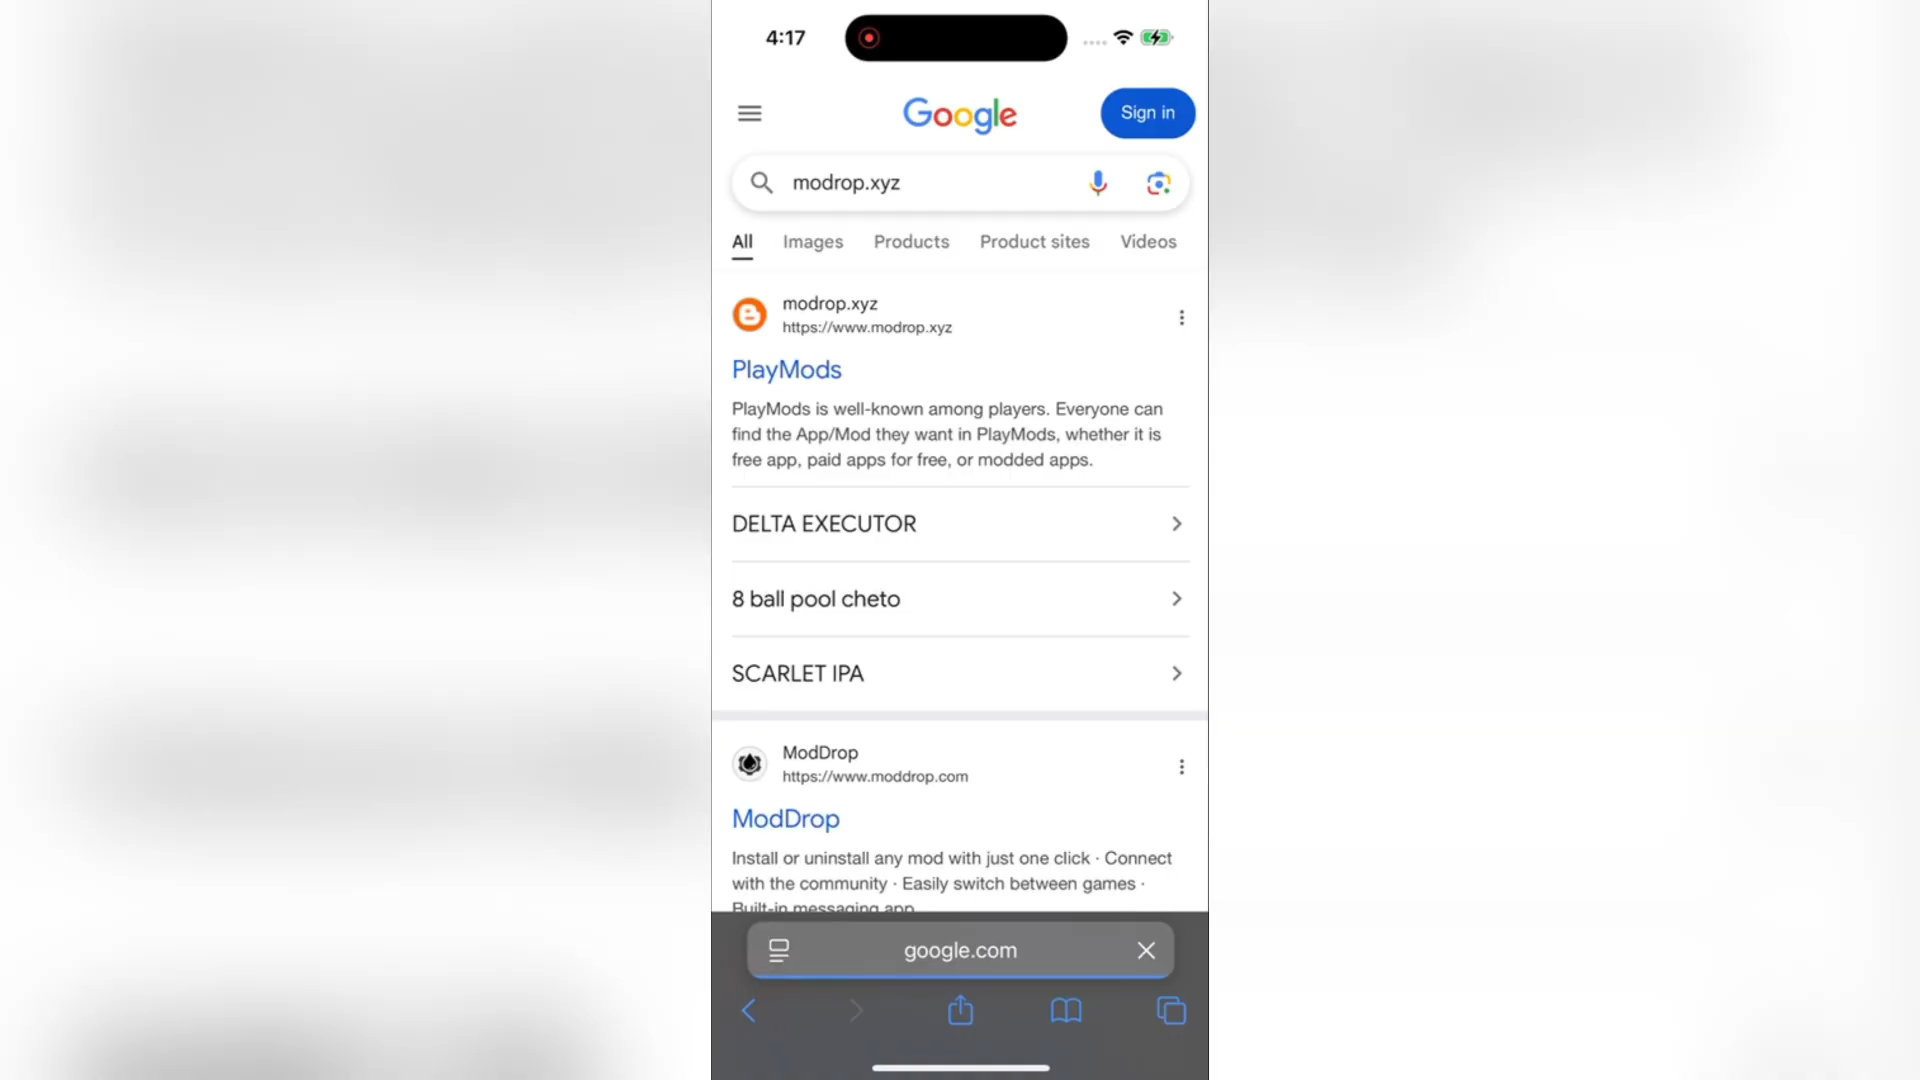 4:17
Google
Sign in
modrop.xyz
All Images Products Product sites Videos
modrop.xyz
https://www.modrop.xyz
PlayMods
PlayMods is well-known among players. Everyone can
find the App/Mod they want in PlayMods, whether it is
free app, paid apps for free, or modded apps.
DELTA EXECUTOR
8 ball pool cheto
SCARLET IPA
ModDrop
https://www.moddrop.com
ModDrop
Install or uninstall any mod with just one click · Connect
with the community · Easily switch between games ·
Built-in messaging app
google.com